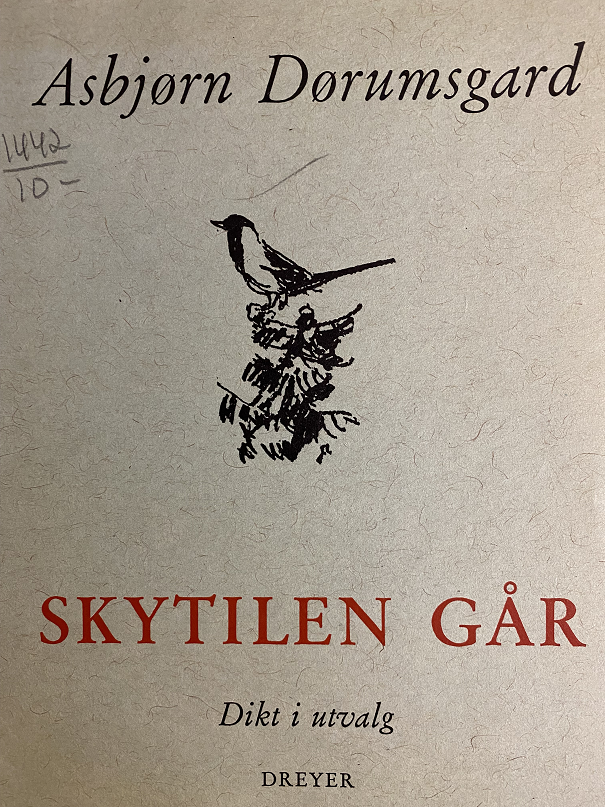 Asbjørn Dørumsgard
1442
10-
SKYTILEN GÅR
Dikt i utvalg
DREYER